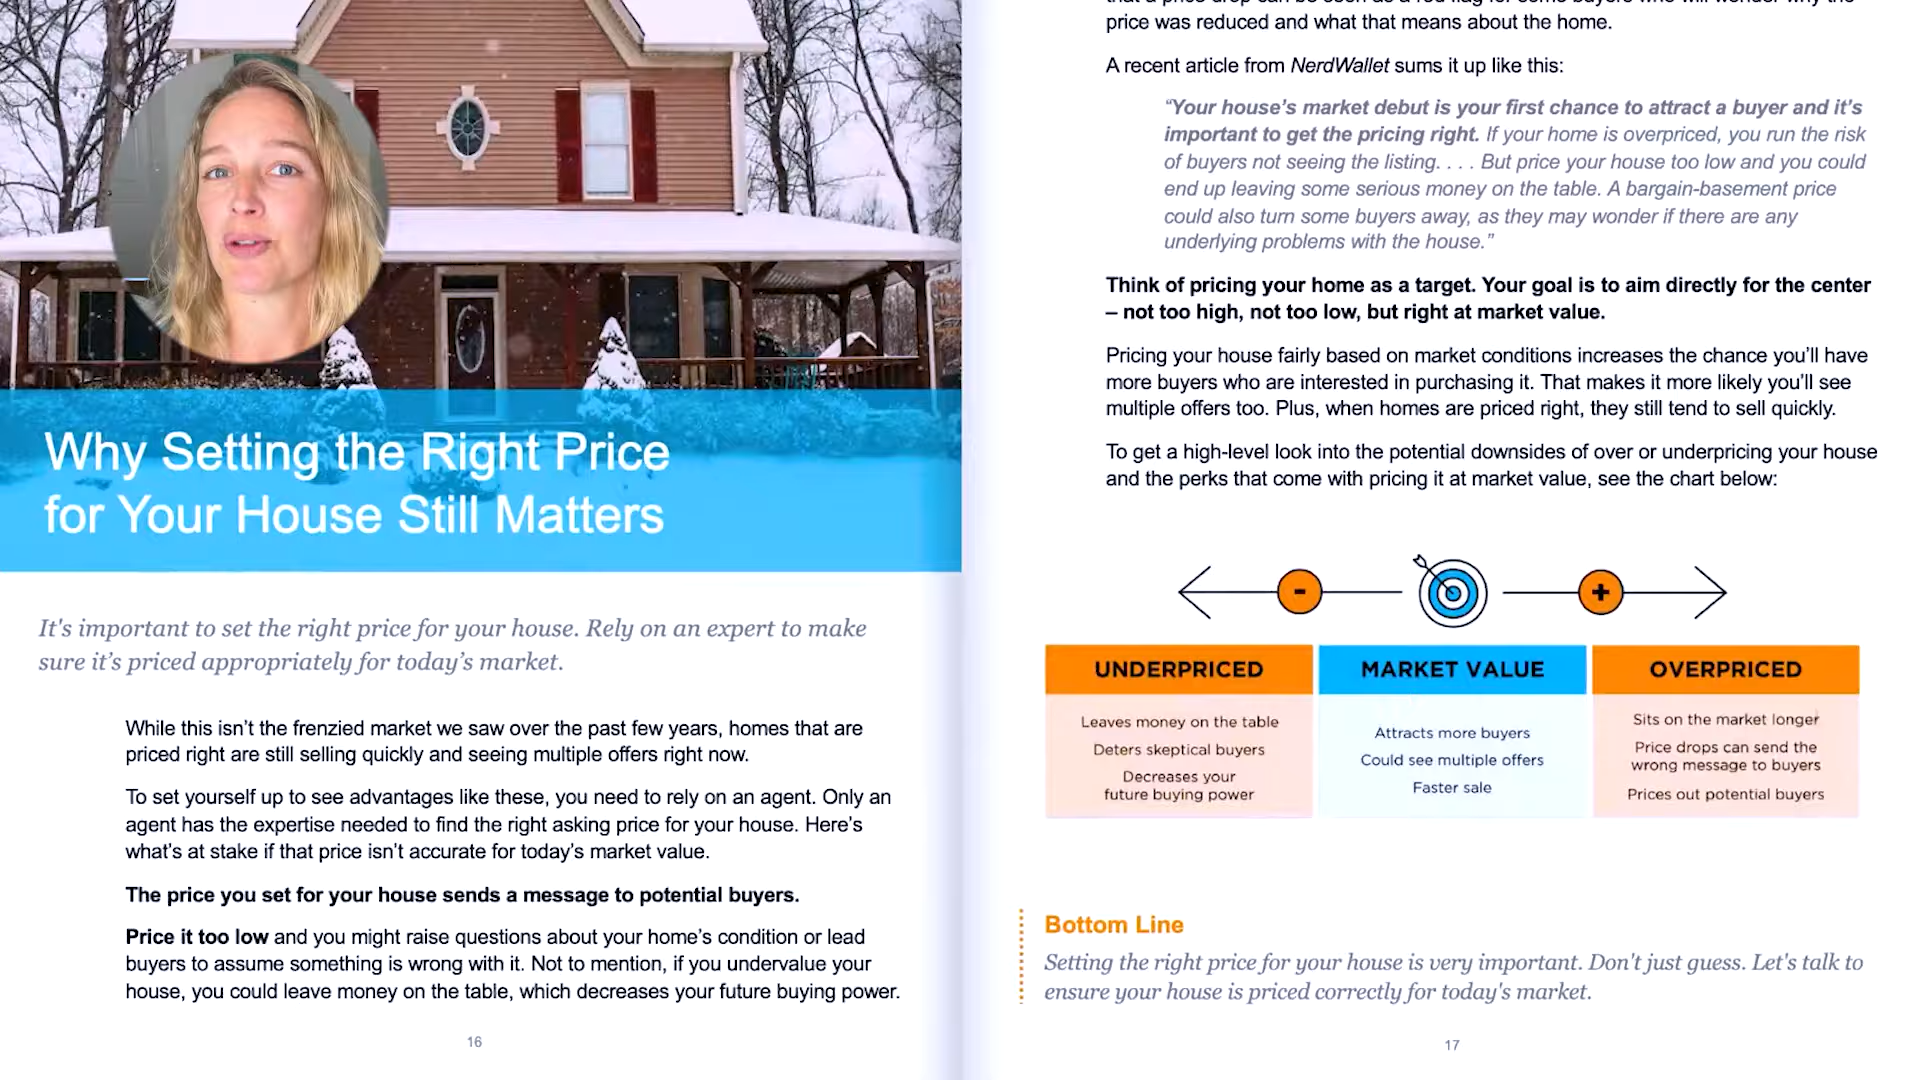 Why Setting the Right Price
for Your House Still Matters
It's important to set the right price for your house. Rely on an expert to make
sure it’s priced appropriately for today’s market.
While this isn’t the frenzied market we saw over the past few years, homes that are
priced right are still selling quickly and seeing multiple offers right now.
To set yourself up to see advantages like these, you need to rely on an agent. Only an
agent has the expertise needed to find the right asking price for your house. Here’s
what’s at stake if that price isn’t accurate for today’s market value.
The price you set for your house sends a message to potential buyers.
Price it too low and you might raise questions about your home’s condition or lead
buyers to assume something is wrong with it. Not to mention, if you undervalue your
house, you could leave money on the table, which decreases your future buying power.
16
that a price drop can be seen as a red flag for some buyers who will wonder why the
price was reduced and what that means about the home.
A recent article from NerdWallet sums it up like this:
“Your house’s market debut is your first chance to attract a buyer and it’s
important to get the pricing right. If your home is overpriced, you run the risk
of buyers not seeing the listing. . . . But price your house too low and you could
end up leaving some serious money on the table. A bargain-basement price
could also turn some buyers away, as they may wonder if there are any
underlying problems with the house.”
Think of pricing your home as a target. Your goal is to aim directly for the center
– not too high, not too low, but right at market value.
Pricing your house fairly based on market conditions increases the chance you’ll have
more buyers who are interested in purchasing it. That makes it more likely you’ll see
multiple offers too. Plus, when homes are priced right, they still tend to sell quickly.
To get a high-level look into the potential downsides of over or underpricing your house
and the perks that come with pricing it at market value, see the chart below:
- +
UNDERPRICED
Leaves money on the table
Deters skeptical buyers
Decreases your
future buying power
MARKET VALUE
Attracts more buyers
Could see multiple offers
Faster sale
OVERPRICED
Sits on the market longer
Price drops can send the
wrong message to buyers
Prices out potential buyers
Bottom Line
Setting the right price for your house is very important. Don't just guess. Let's talk to
ensure your house is priced correctly for today's market.
17